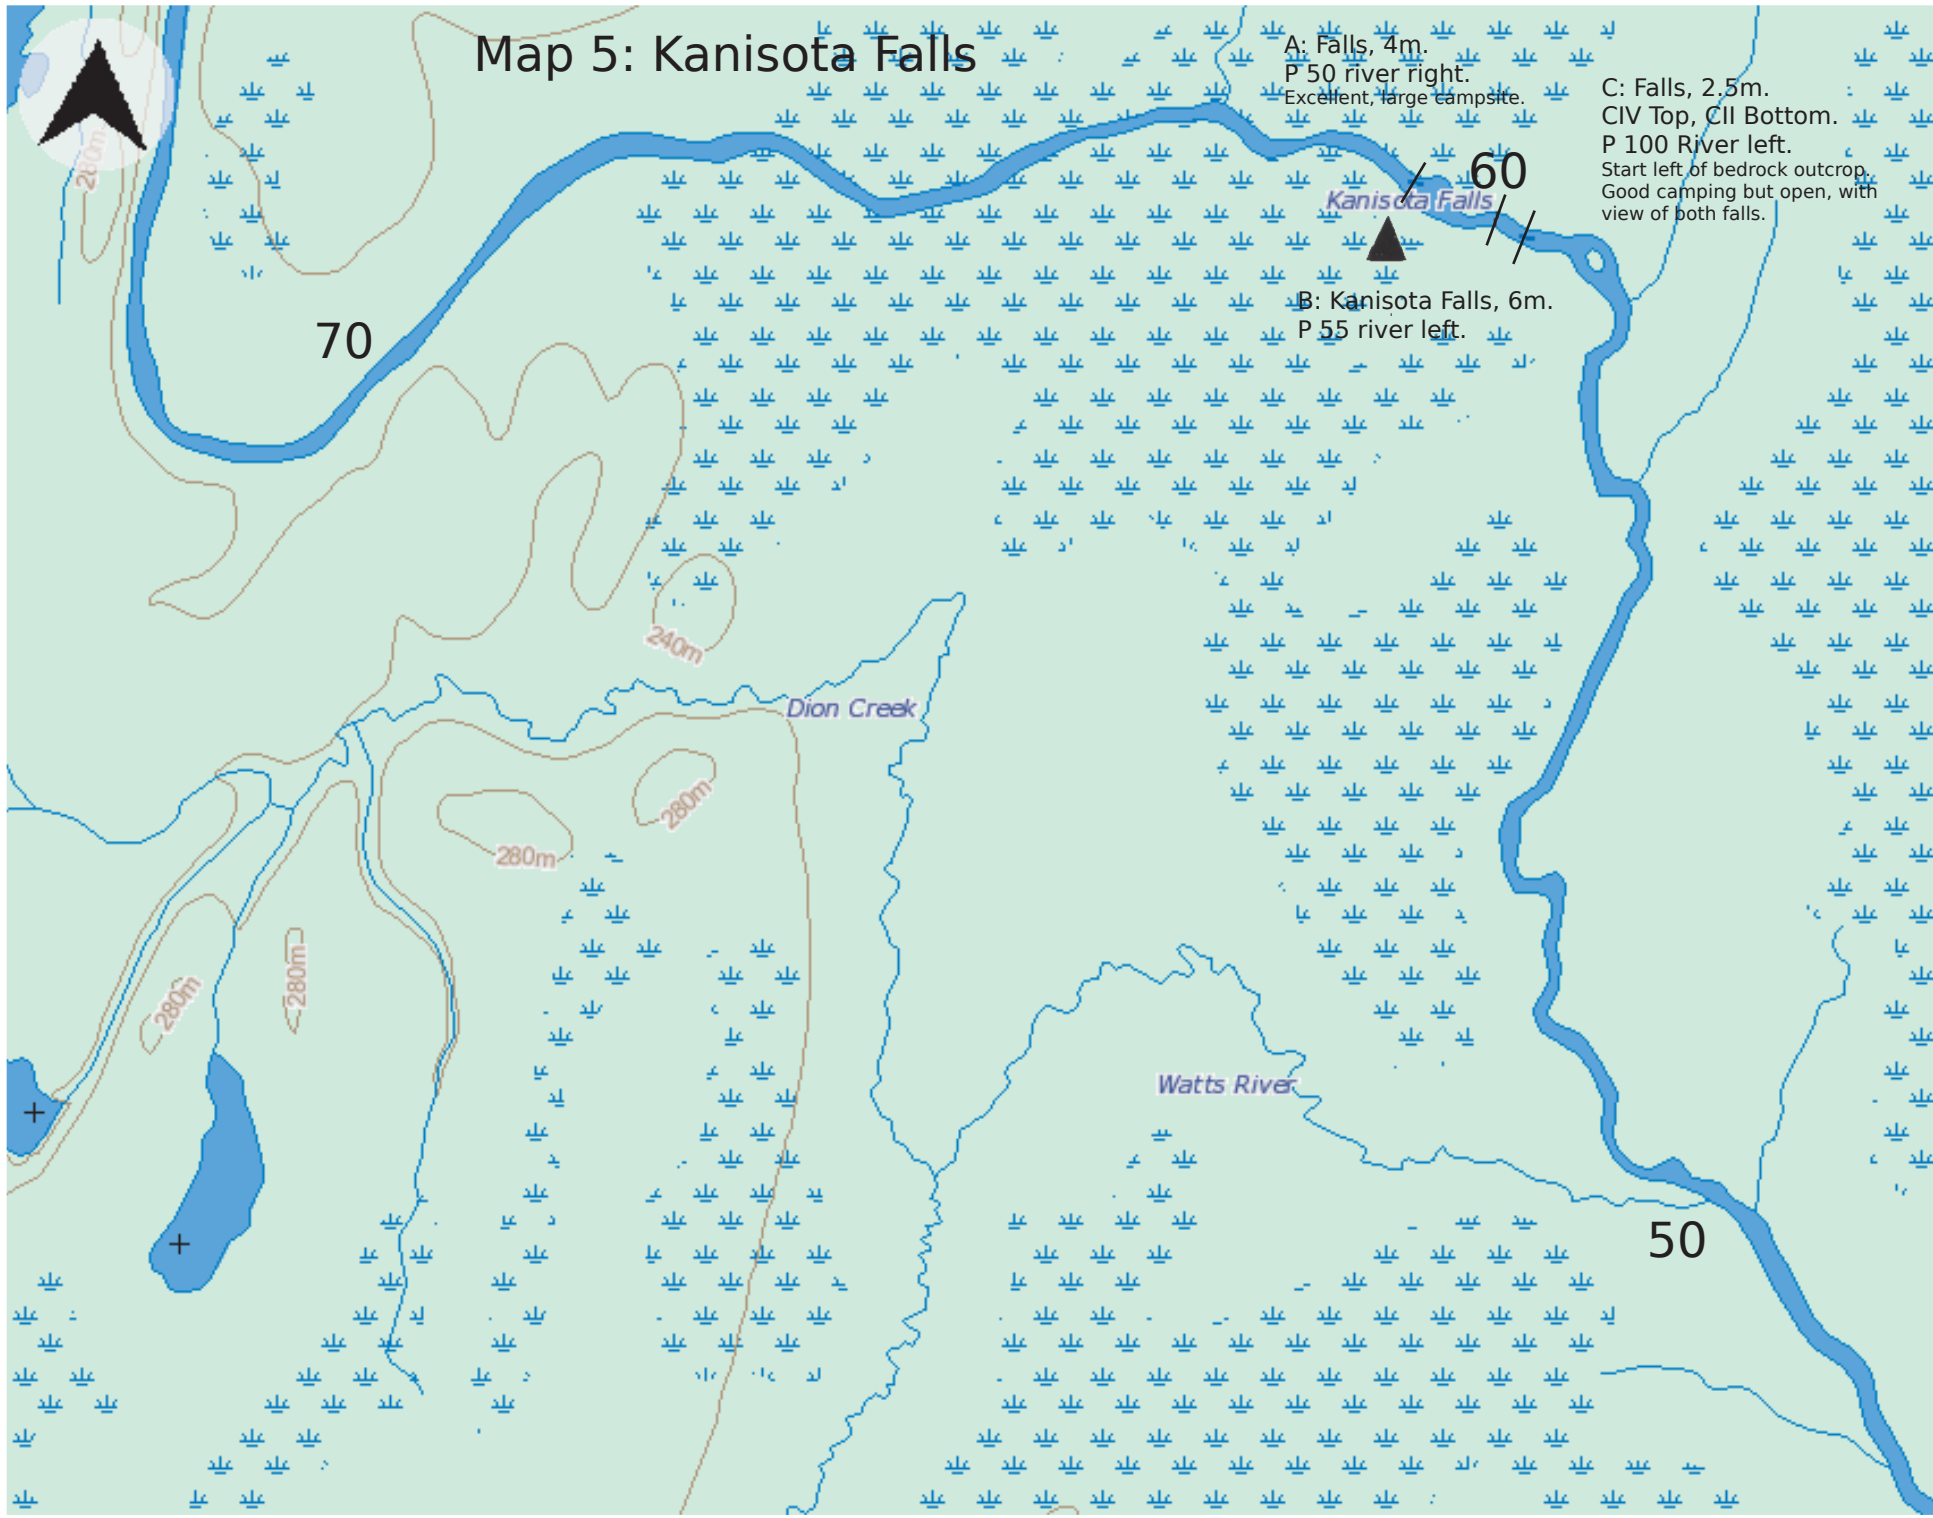 Map 5: Kanisota Falls
A: Falls, 4m.
P 50 river right.
Excellent, large campsite.
C: Falls, 2.5m.
CIV Top, CII Bottom.
P 100 River left.
Start left of bedrock outcrop.
Good camping but open, with
view of both falls.
280m
60
Kanisota Falls
B: Kanisota Falls, 6m.
P 55 river left.
70
240m
Dion Creek
280m
280m
280m
280m
Watts River
50